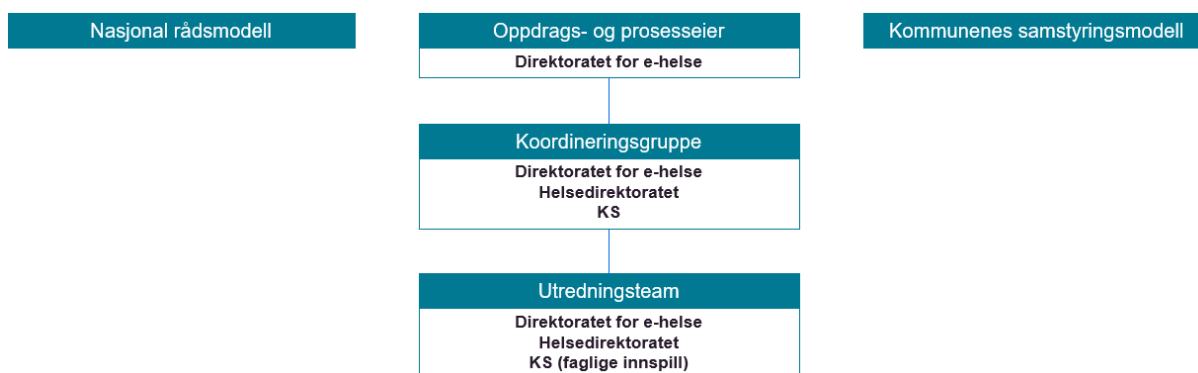 Nasjonal rådsmodell
Oppdrags- og prosesseier
Kommunenes samstyringsmodell
Direktoratet for e-helse
Koordineringsgruppe
Direktoratet for e-helse
Helsedirektoratet
KS
Utredningsteam
Direktoratet for e-helse
Helsedirektoratet
KS (faglige innspill)